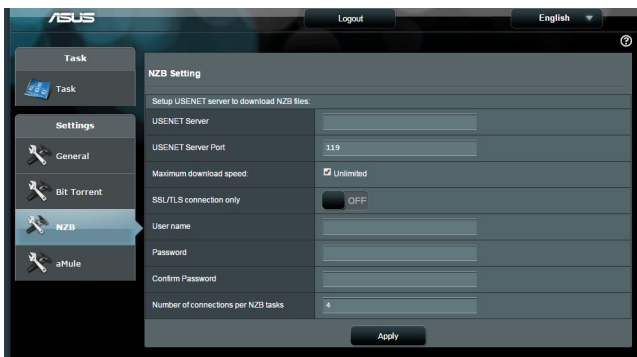 ASUS
Logout
English
?
Task
Task
Settings
General
Bit Torrent
NZB
aMule
NZB Setting
Setup USENET server to download NZB files:
USENET Server
USENET Server Port 119
Maximum download speed: Unlimited
SSL/TLS connection only OFF
User name
Password
Confirm Password
Number of connections per NZB tasks 4
Apply